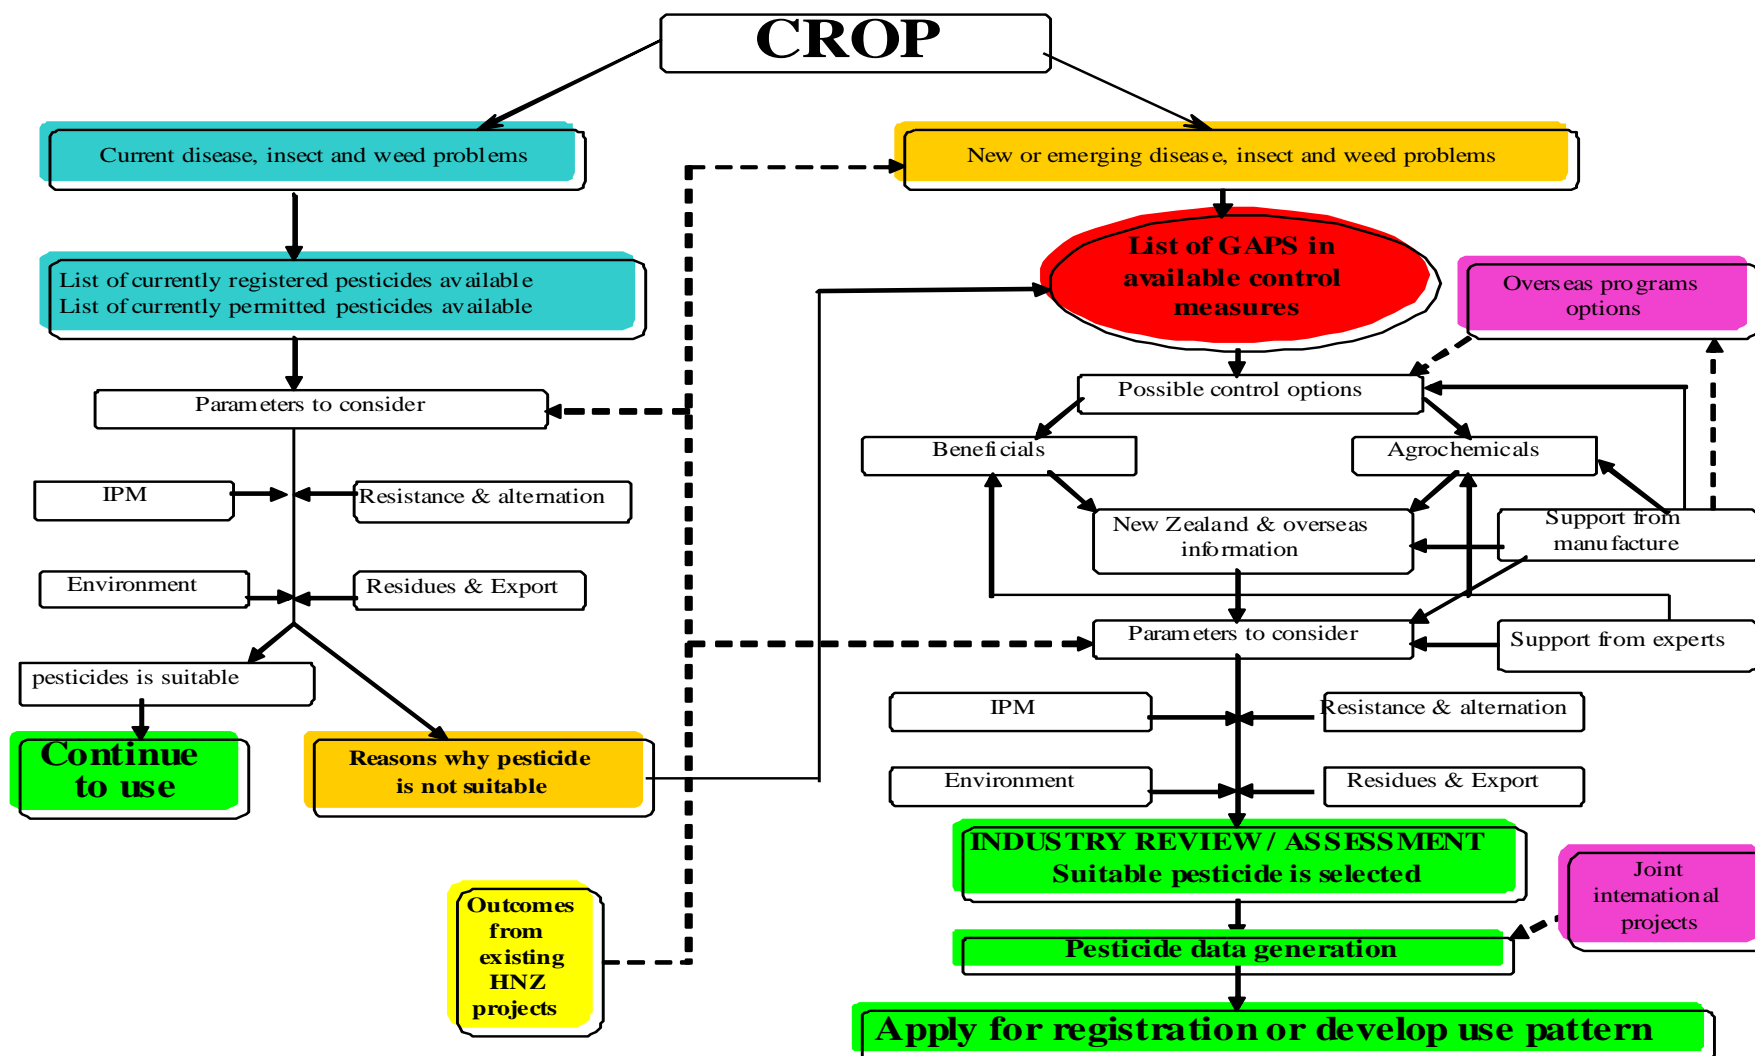 CROP
Current disease, insect and weed problems
New or emerging disease, insect and weed problems
List of currently registered pesticides available
List of currently permitted pesticides available
List of GAPS in
available control
measures
Overseas programs
options
Parameters to consider
Possible control options
Beneficials
Agrochemicals
IPM
Resistance & alternation
New Zealand & overseas
information
Support from
manufacture
Environment
Residues & Export
Parameters to consider
Support from experts
pesticides is suitable
IPM
Resistance & alternation
Continue
to use
Reasons why pesticide
is not suitable
Environment
Residues & Export
INDUSTRY REVIEW / ASSESSMENT
Suitable pesticide is selected
Joint
international
projects
Outcomes
from
existing
HNZ
projects
Pesticide data generation
Apply for registration or develop use pattern